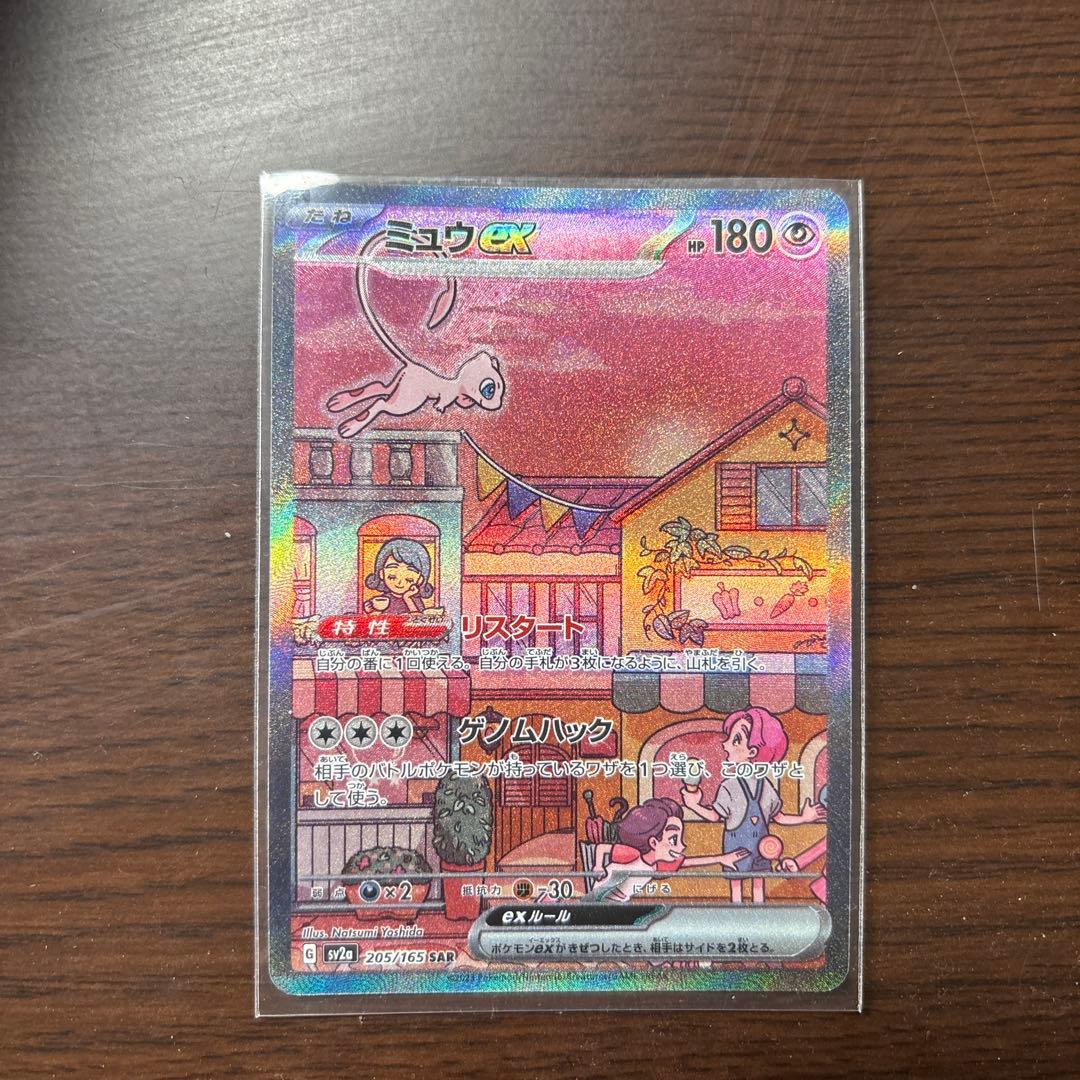 たね ミュウex HP 180
特性 とくせい リスタート
自分の番に1回使える。自分の手札が3枚になるように、山札を引く。
ゲノムハック
相手のバトルポケモンが持っているワザを1つ選び、このワザと
して使う。
弱点 ×2 抵抗力 -30 にげる
exルール
ポケモンexがきぜつしたとき、相手はサイドを2枚とる。
Illus. Natsumi Yoshida
G sv2a 205/165 SAR